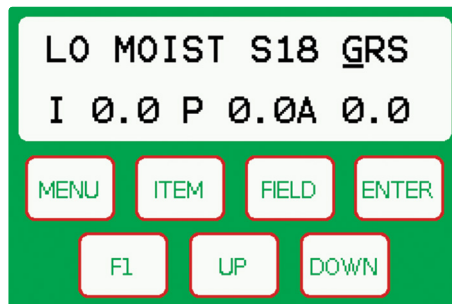 LO MOIST S18 GRS
I 0.0 P 0.0A 0.0
MENU ITEM FIELD ENTER
F1 UP DOWN